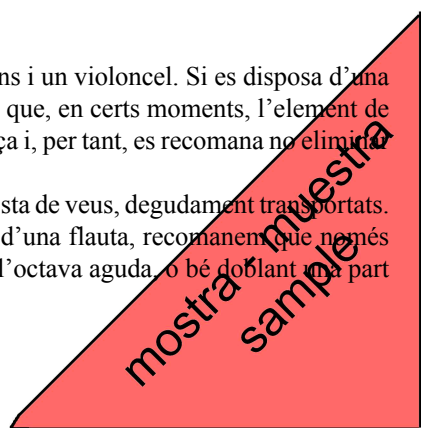 ns i un violoncel. Si es disposa d’una
que, en certs moments, l’element de
ça i, per tant, es recomana no eliminar
sta de veus, degudament transportats.
d’una flauta, recomanem que només
l’octava aguda, o bé doblant una part
mostra - muestra
sample